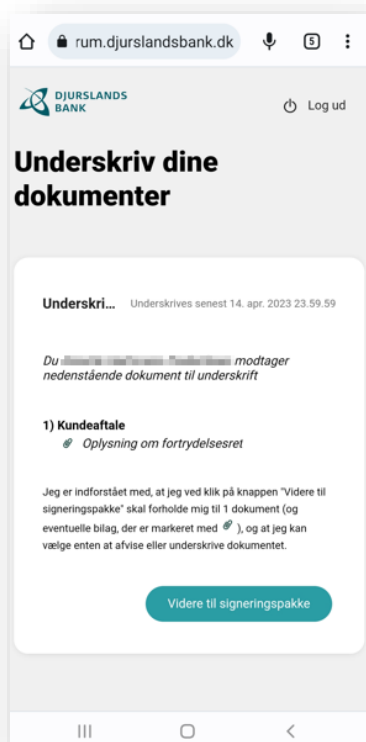 rum.djurslandsbank.dk
5
DJURSLANDS
BANK
Log ud
Underskriv dine
dokumenter
Underskri... Underskrives senest 14. apr. 2023 23.59.59
Du modtager
nedenstående dokument til underskrift
1) Kundeaftale
Oplysning om fortrydelsesret
Jeg er indforstået med, at jeg ved klik på knappen "Videre til
signeringspakke" skal forholde mig til 1 dokument (og
eventuelle bilag, der er markeret med ), og at jeg kan
vælge enten at afvise eller underskrive dokumentet.
Videre til signeringspakke